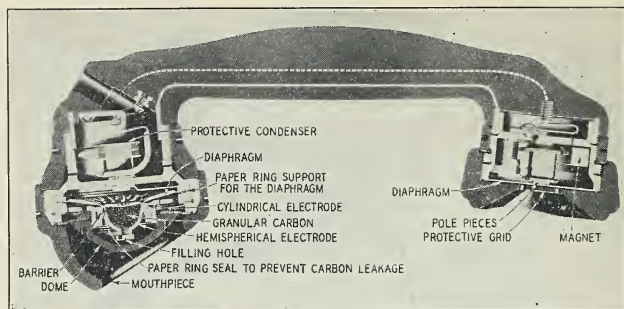 PROTECTIVE CONDENSER
DIAPHRAGM
PAPER RING SUPPORT
FOR THE DIAPHRAGM
CYLINDRICAL ELECTRODE
GRANULAR CARBON
HEMISPHERICAL ELECTRODE
FILLING HOLE
PAPER RING SEAL TO PREVENT CARBON LEAKAGE
BARRIER
DOME
MOUTHPIECE
DIAPHRAGM
POLE PIECES
PROTECTIVE GRID
MAGNET